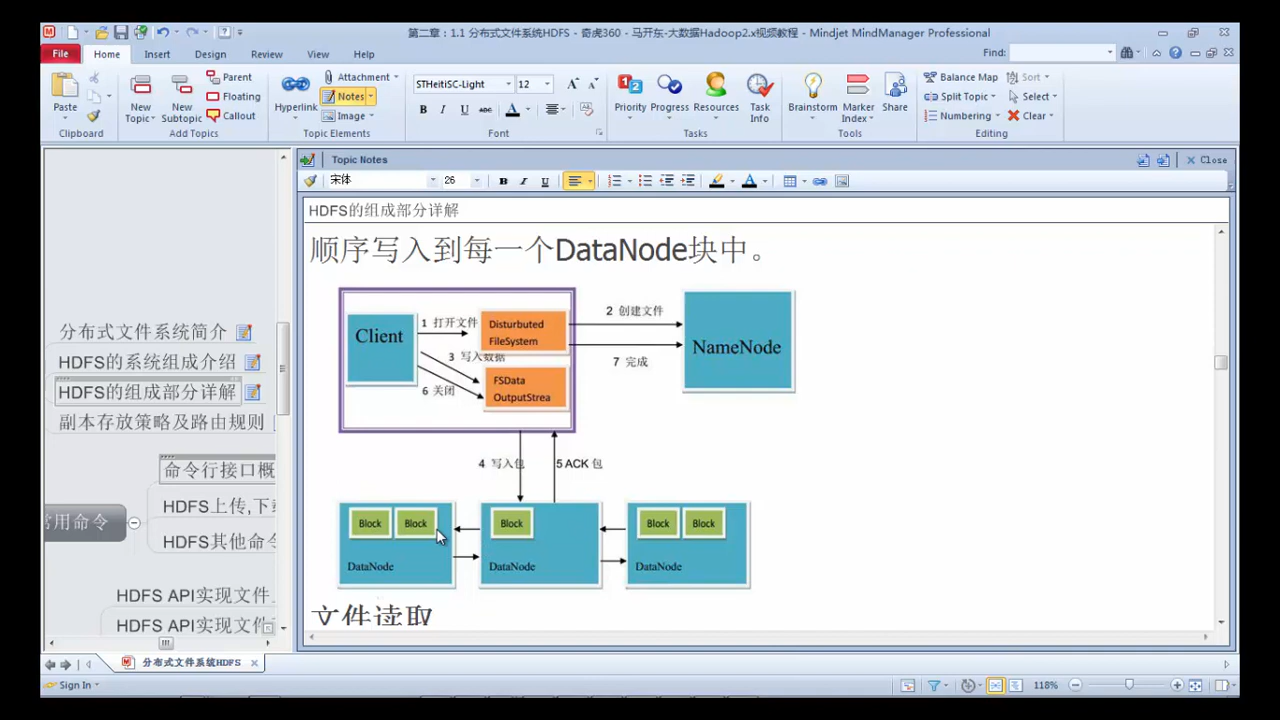 第二章：1.1 分布式文件系统HDFS - 奇虎360 - 马开东-大数据Hadoop2.x视频教程 - Mindjet MindManager Professional
File Home Insert Design Review View Help Find:
Paste
Clipboard
New Topic
New Subtopic
Parent
Floating
Callout
Add Topics
Hyperlink
Attachment
Notes
Image
Topic Elements
STHeitiSC-Light 12
B I U abc A
Font
Priority Progress Resources Task Info
Tasks
Brainstorm Marker Index Share
Tools
Balance Map Sort
Split Topic Select
Numbering Clear
Editing
Topic Notes Close
宋体 26 B I U A
HDFS的组成部分详解
顺序写入到每一个DataNode块中。
Client
1 打开文件
Disturbed
FileSystem
2 创建文件
NameNode
3 写入数据
7 完成
FSData
OutputStrea
6 关闭
4 写入包
5 ACK 包
Block Block
DataNode
Block
DataNode
Block Block
DataNode
文件读取
分布式文件系统简介
HDFS的系统组成介绍
HDFS的组成部分详解
副本存放策略及路由规则
命令行接口概
常用命令
HDFS上传,下
HDFS其他命令
HDFS API实现文件
HDFS API实现文件
分布式文件系统HDFS
Sign In
118%